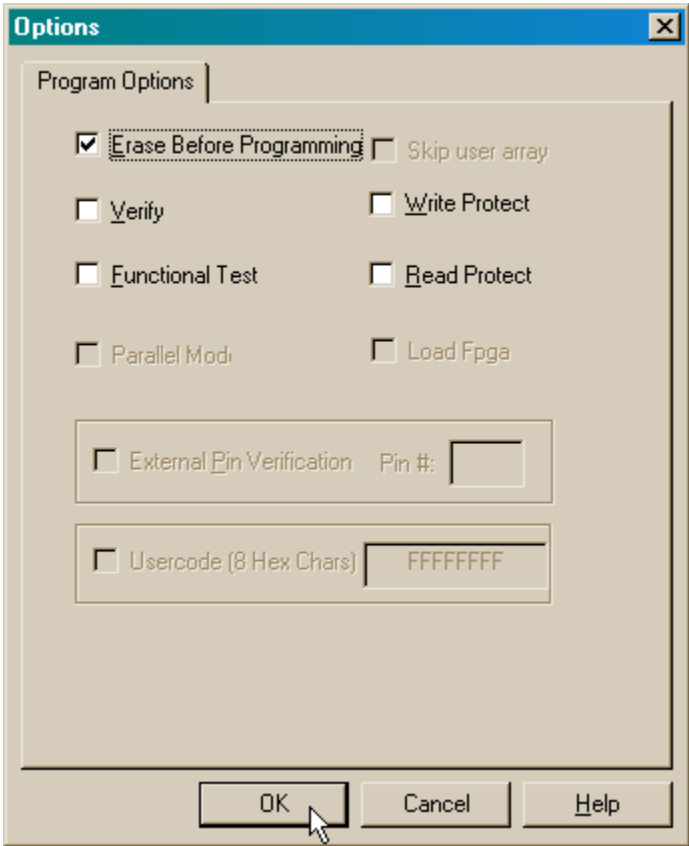 Options
Program Options
Erase Before Programming Skip user array
Verify Write Protect
Functional Test Read Protect
Parallel Mod Load Fpga
External Pin Verification Pin #:
Usercode (8 Hex Chars) FFFFFFFF
OK Cancel Help